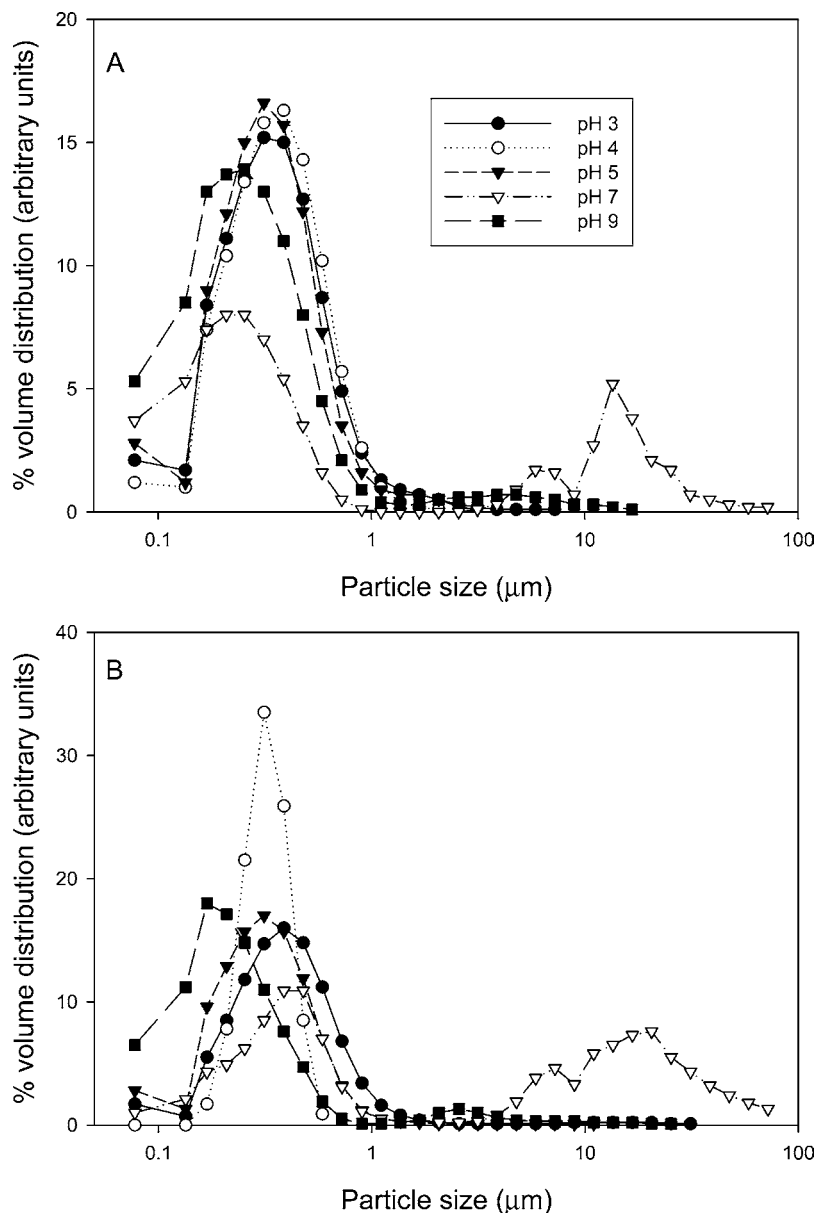 A
% volume distribution (arbitrary units)
20
15
10
5
0
pH 3
pH 4
pH 5
pH 7
pH 9
0.1
1
10
100
Particle size (μm)
B
% volume distribution (arbitrary units)
40
30
20
10
0
0.1
1
10
100
Particle size (μm)